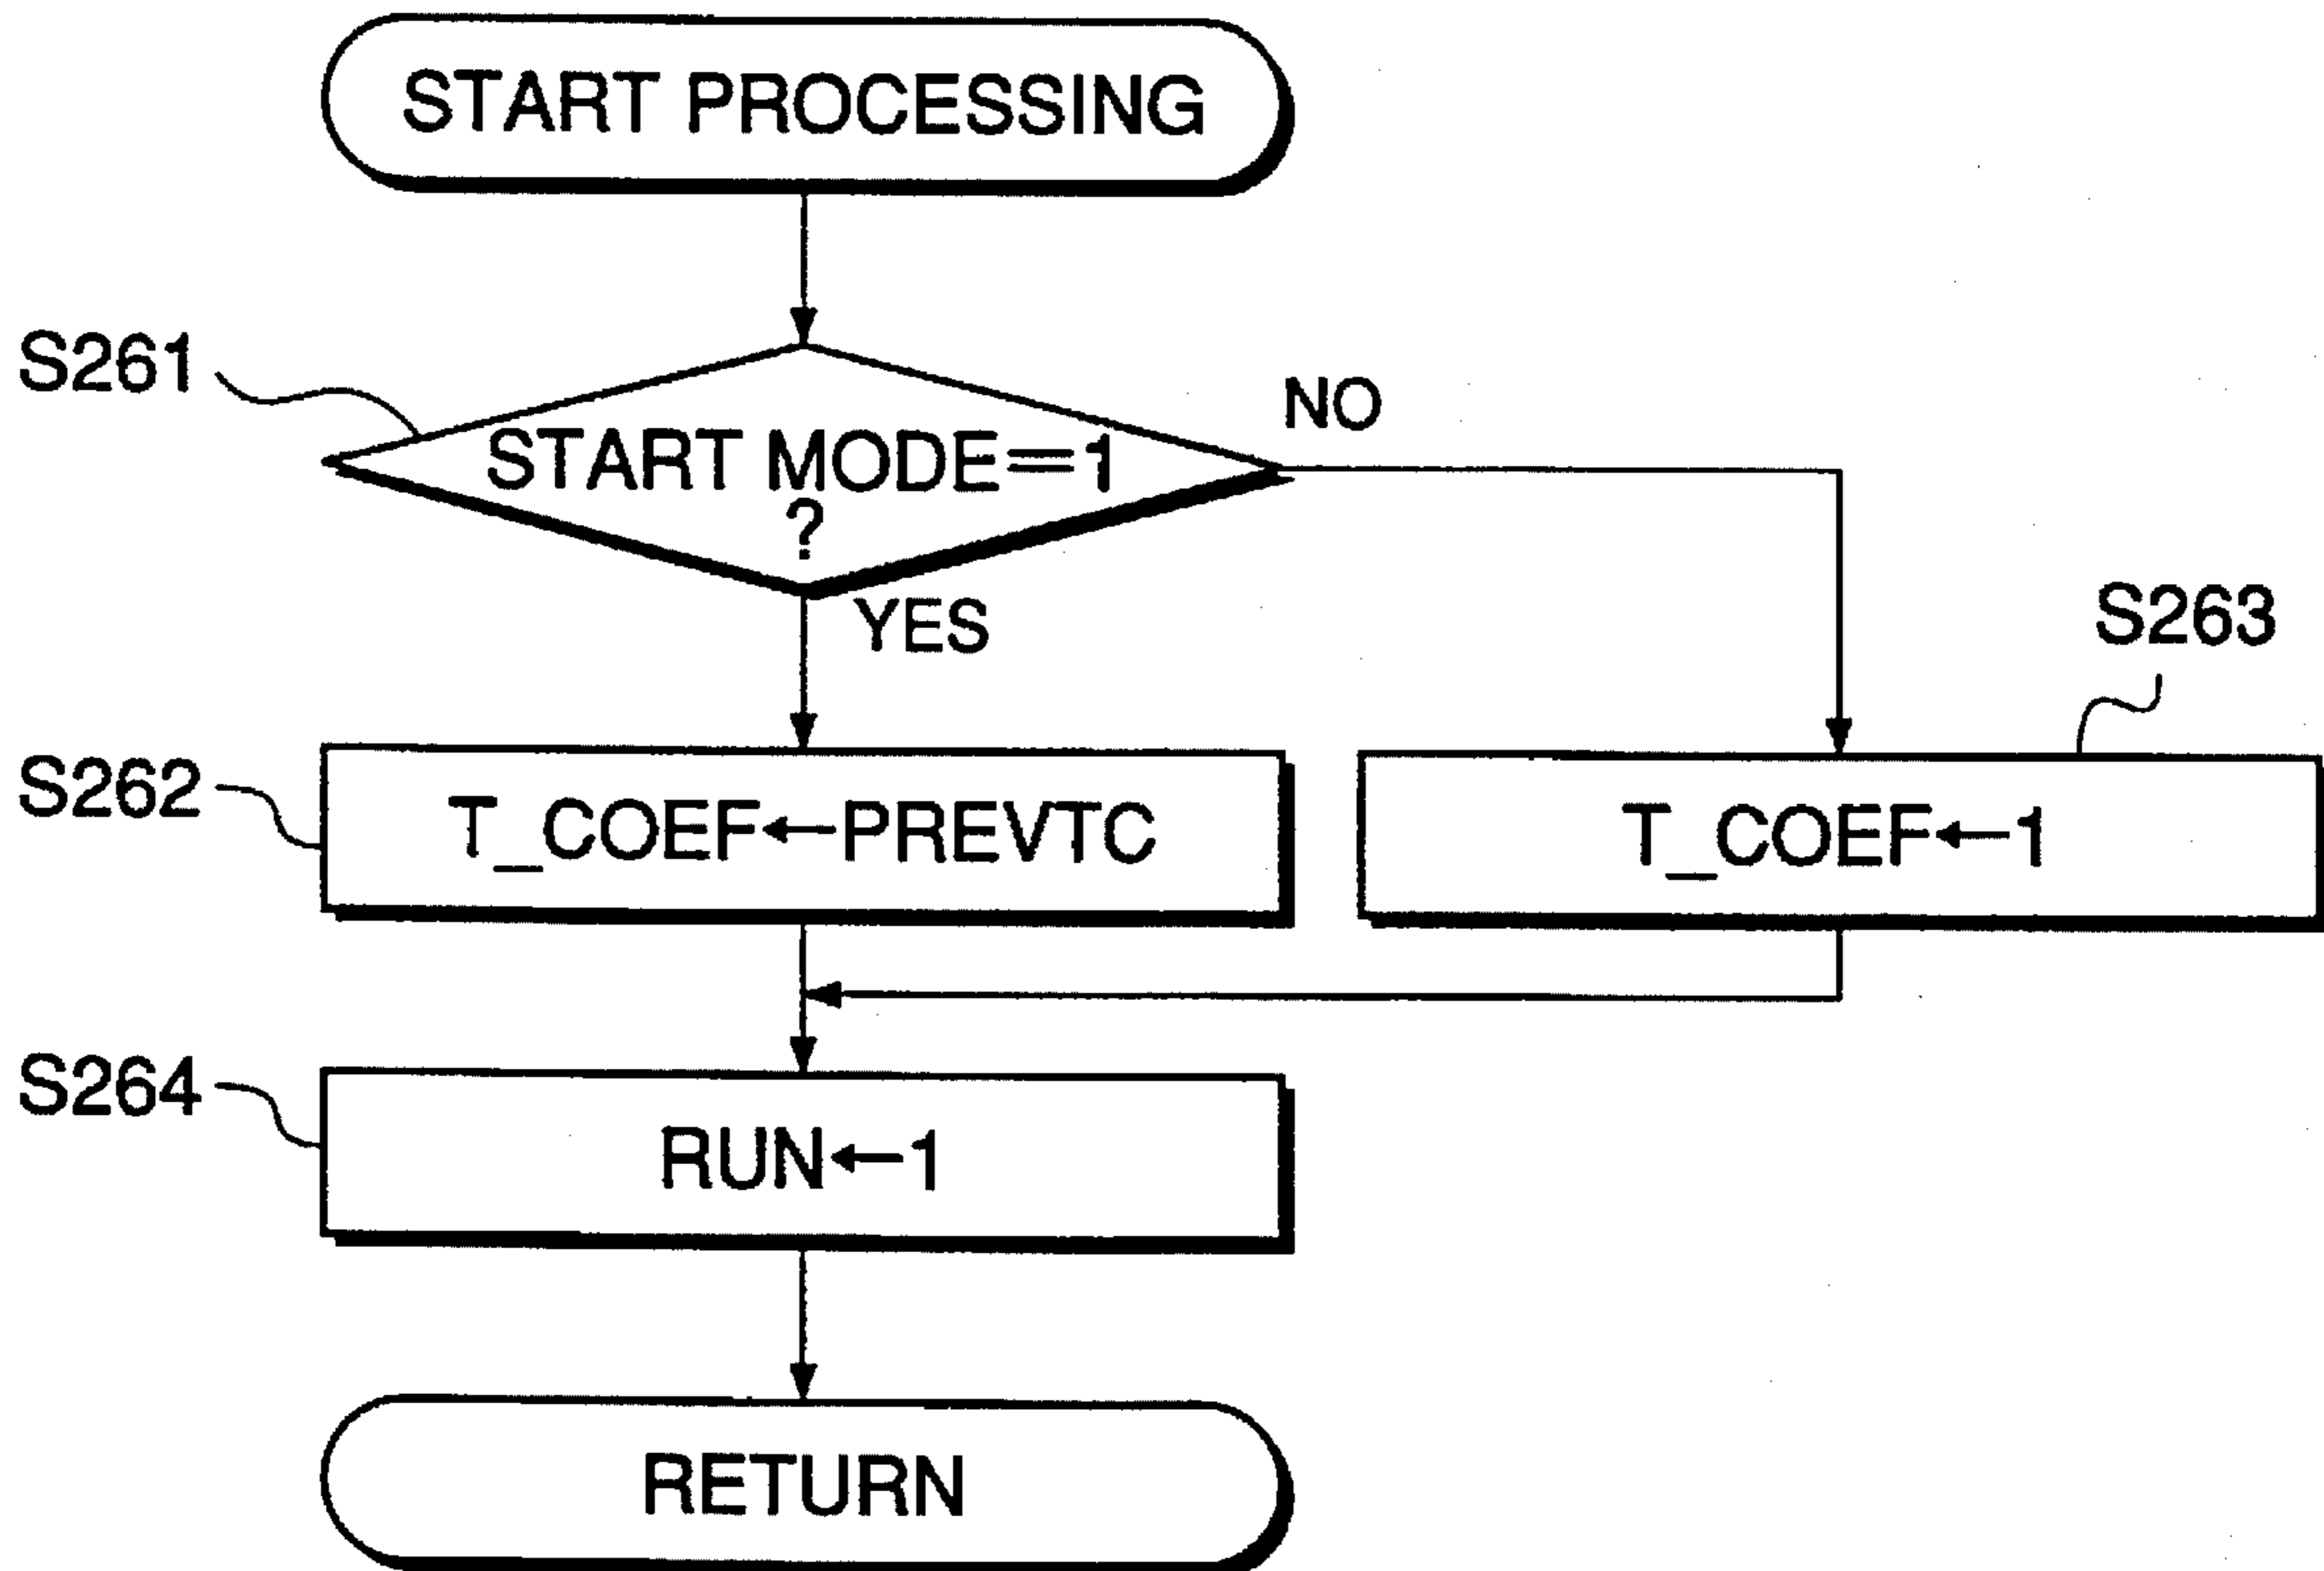 START PROCESSING
S261
NO
START MODE=1
?
YES
S263
S262
T_COEF←PREVTC
T_COEF←1
S264
RUN←1
RETURN